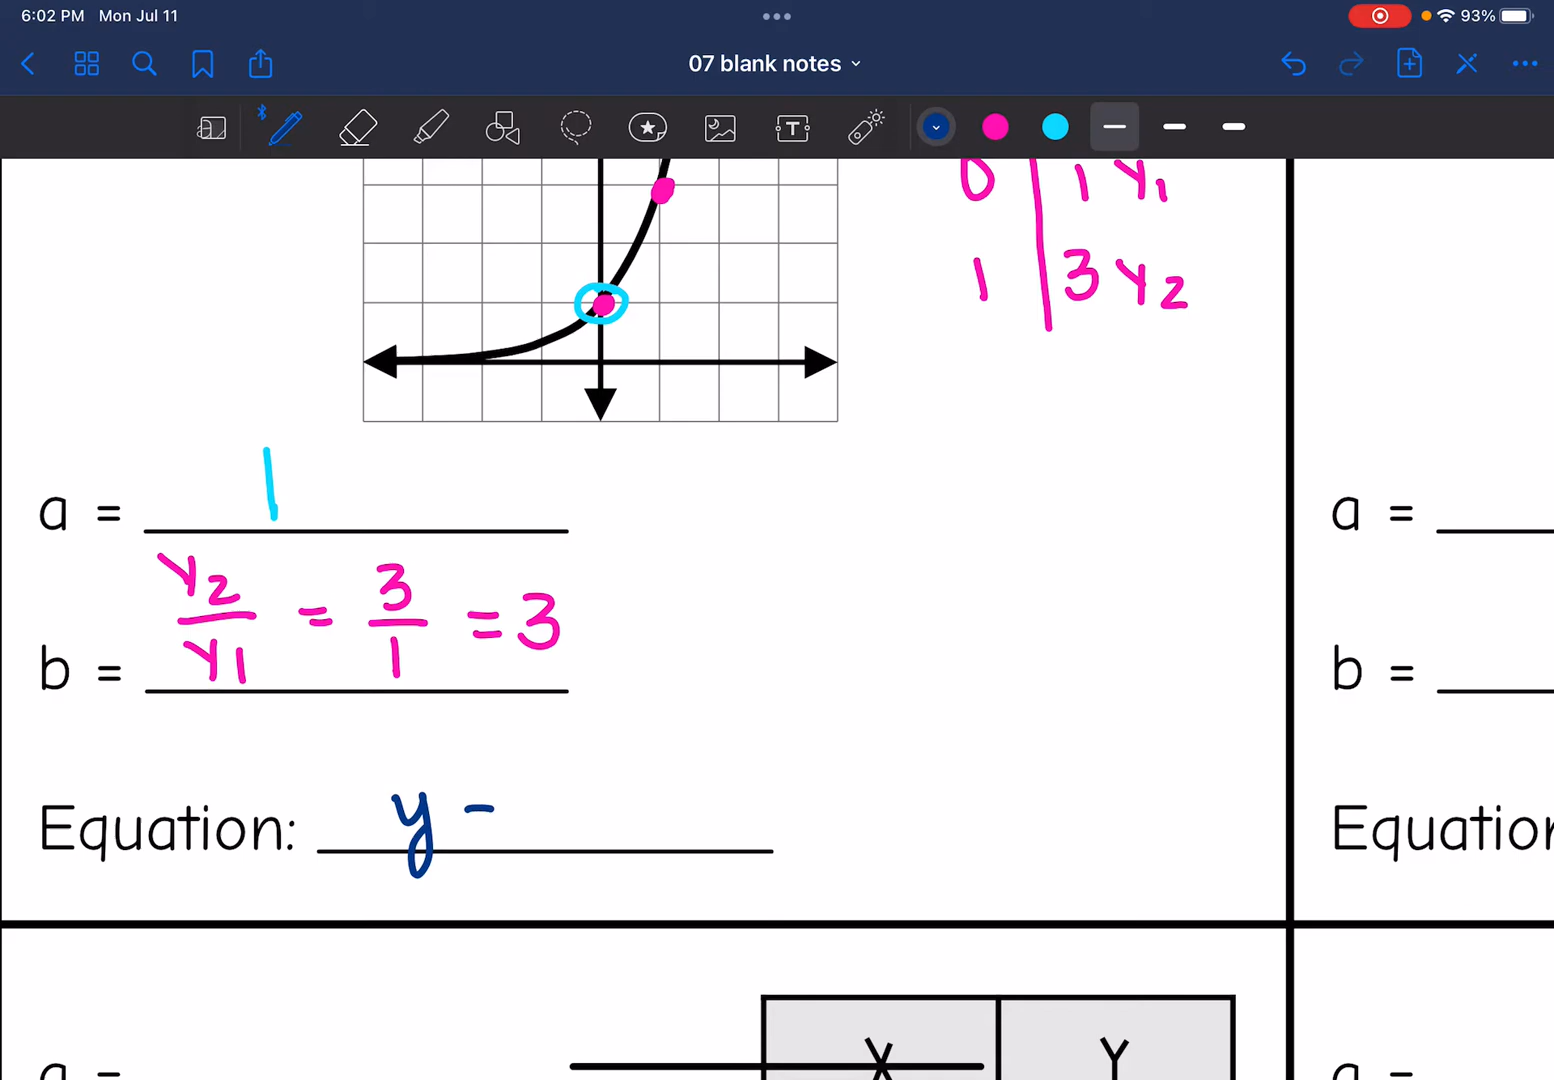 6:02 PM Mon Jul 11
93%
07 blank notes
T
0 | 1 Y1
1 | 3 Y2
a = 1
a =
Y2/Y1 = 3/1 = 3
b =
b =
Equation: y -
Equation
X Y
a =
a =